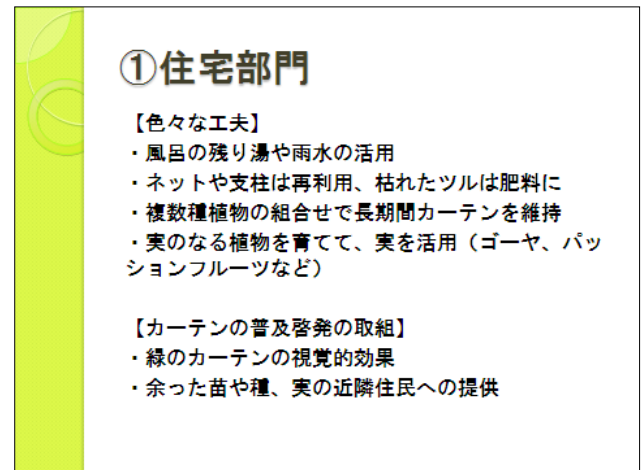 ①住宅部門
【色々な工夫】
・風呂の残り湯や雨水の活用
・ネットや支柱は再利用、枯れたツルは肥料に
・複数種植物の組合せで長期間カーテンを維持
・実のなる植物を育てて、実を活用（ゴーヤ、パッ
ションフルーツなど）
【カーテンの普及啓発の取組】
・緑のカーテンの視覚的効果
・余った苗や種、実の近隣住民への提供